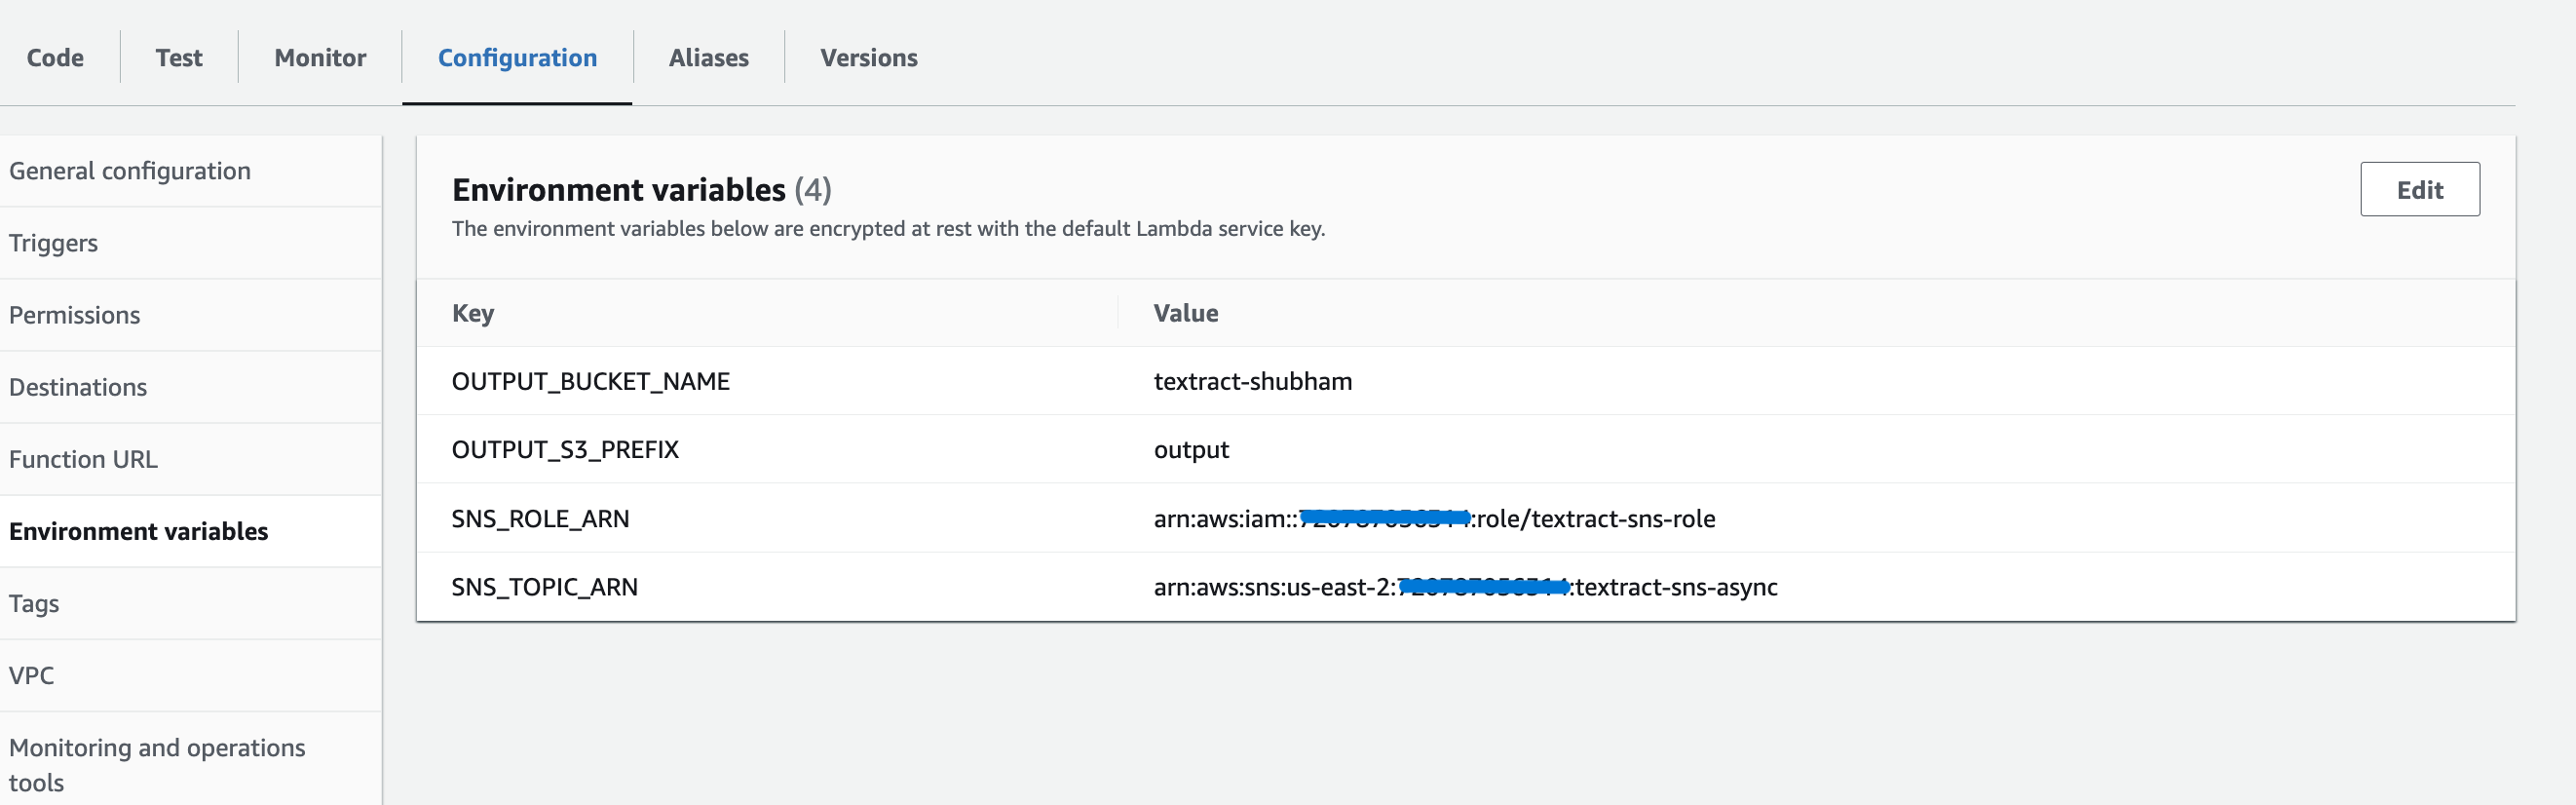 Code
Test
Monitor
Configuration
Aliases
Versions
General configuration
Triggers
Permissions
Destinations
Function URL
Environment variables
Tags
VPC
Monitoring and operations
tools
Environment variables (4)
Edit
The environment variables below are encrypted at rest with the default Lambda service key.
Key
Value
OUTPUT_BUCKET_NAME
textract-shubham
OUTPUT_S3_PREFIX
output
SNS_ROLE_ARN
arn:aws:iam:: :role/textract-sns-role
SNS_TOPIC_ARN
arn:aws:sns:us-east-2: :textract-sns-async